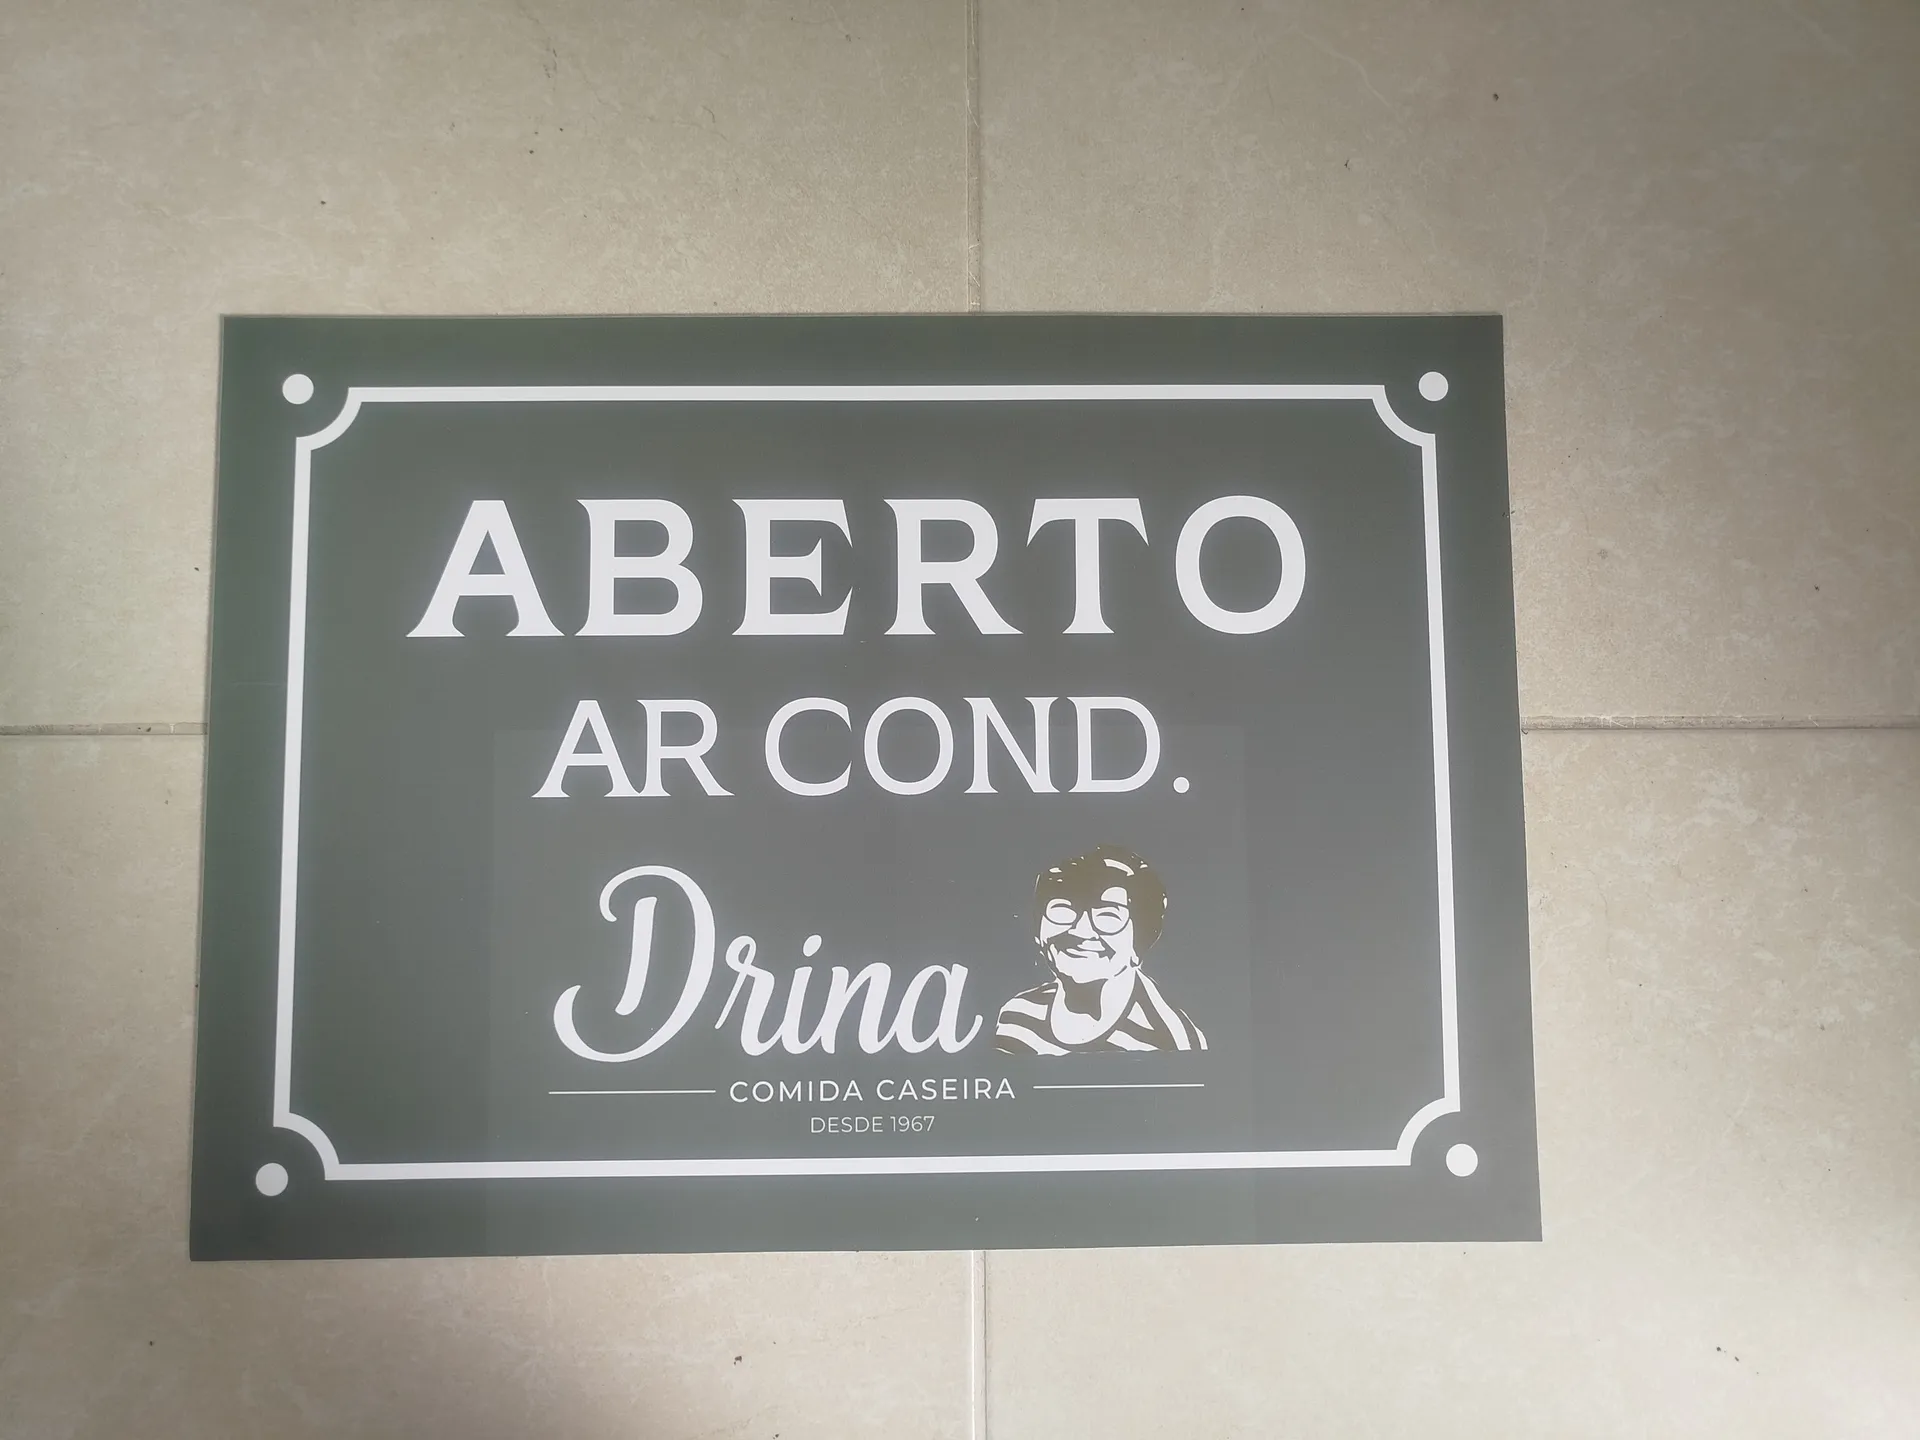 ABERTO
AR COND.
Drina
COMIDA CASEIRA
DESDE 1967